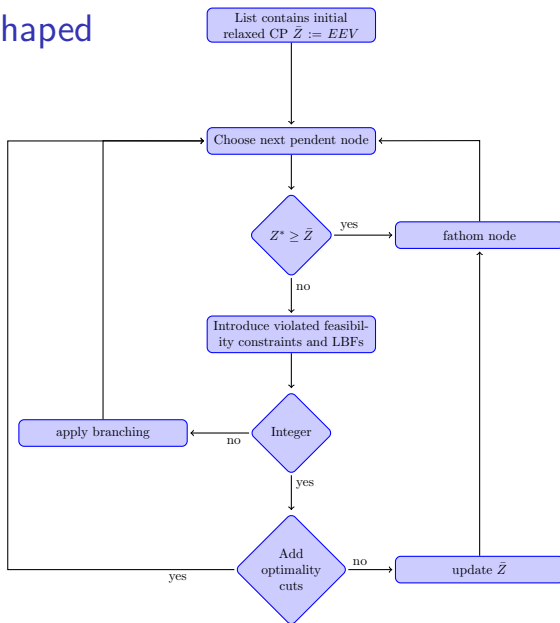 haped
List contains initial
relaxed CP Z̄ := EEV
Choose next pendent node
Z* ≥ Z̄
yes
fathom node
no
Introduce violated feasibil-
ity constraints and LBFs
apply branching
no
Integer
yes
Add
optimality
cuts
yes
no
update Z̄